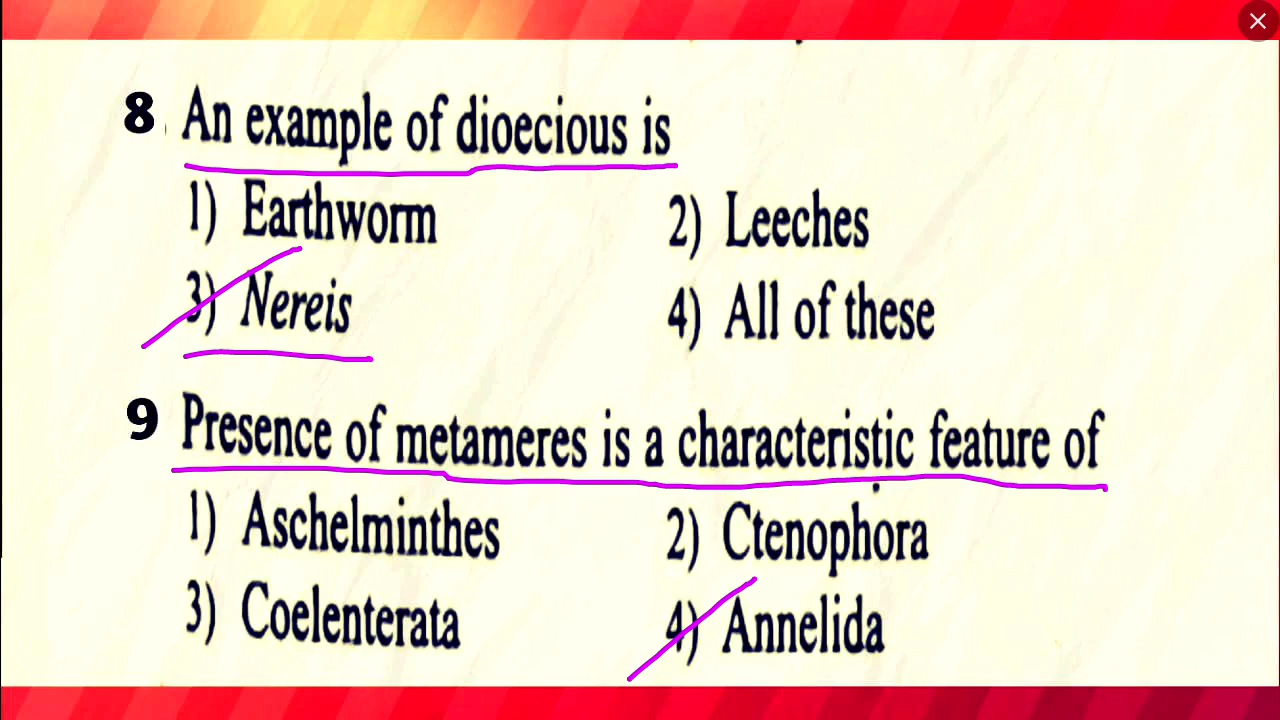 8 An example of dioecious is
1) Earthworm 2) Leeches
3) Nereis 4) All of these
9 Presence of metameres is a characteristic feature of
1) Aschelminthes 2) Ctenophora
3) Coelenterata 4) Annelida